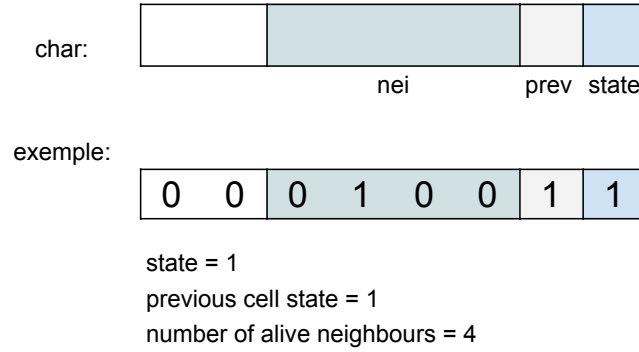 char:
nei prev state
exemple:
0 0 0 1 0 0 1 1
state = 1
previous cell state = 1
number of alive neighbours = 4